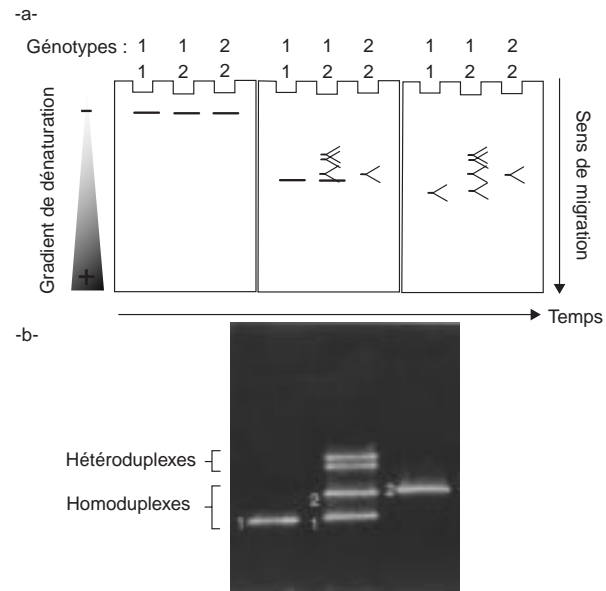 -a-
Génotypes : 1 1 2 1 1 2 1 1 2
1 2 2 1 2 2 1 2 2
Gradient de dénaturation
–
+
Sens de migration
Temps
-b-
Hétéroduplexes
Homoduplexes
2 2
1 1